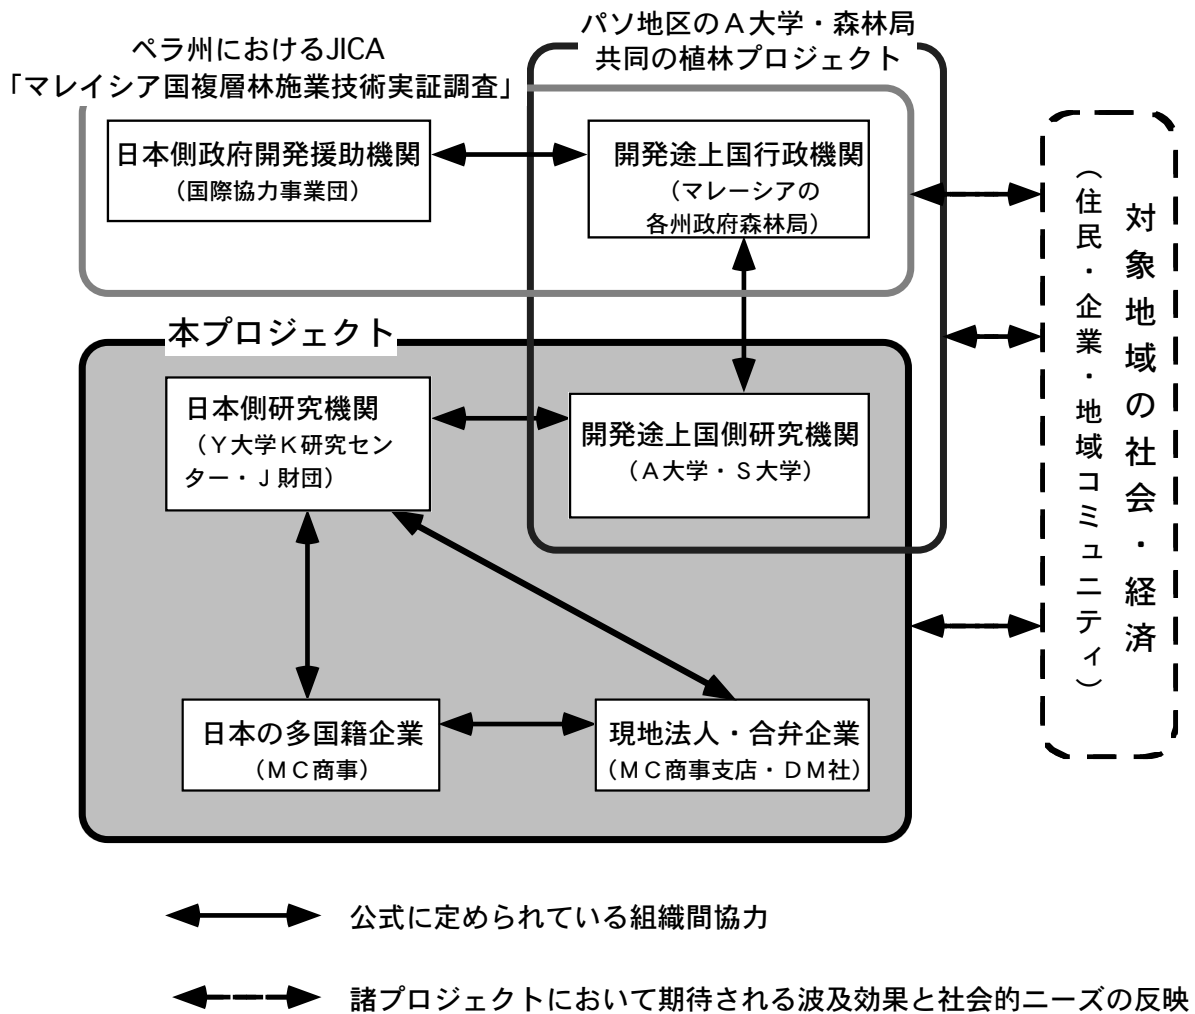 パソ地区のＡ大学・森林局
共同の植林プロジェクト
ペラ州におけるJICA
「マレイシア国複層林施業技術実証調査」
日本側政府開発援助機関
（国際協力事業団）
開発途上国行政機関
（マレーシアの
各州政府森林局）
対象地域の社会・経済
（住民・企業・地域コミュニティ）
本プロジェクト
日本側研究機関
（Ｙ大学Ｋ研究セン
ター・Ｊ財団）
開発途上国側研究機関
（Ａ大学・Ｓ大学）
日本の多国籍企業
（ＭＣ商事）
現地法人・合弁企業
（ＭＣ商事支店・ＤＭ社）
公式に定められている組織間協力
諸プロジェクトにおいて期待される波及効果と社会的ニーズの反映